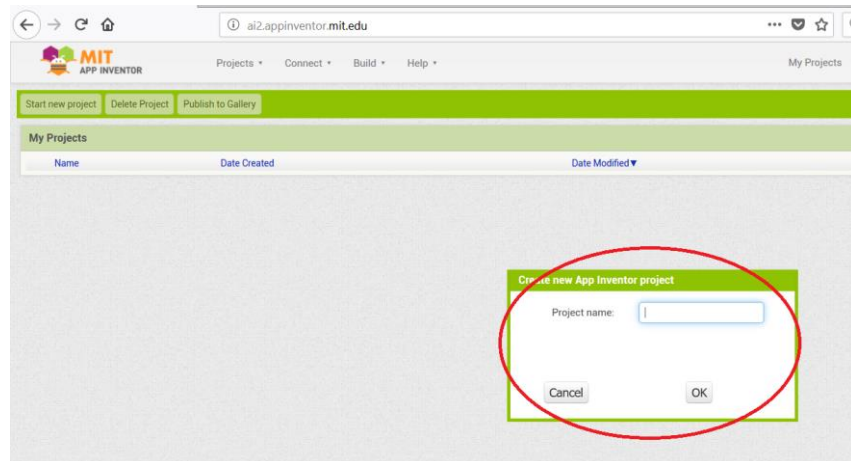 ai2.appinventor.mit.edu
MIT
APP INVENTOR
Projects
Connect
Build
Help
My Projects
Start new project
Delete Project
Publish to Gallery
My Projects
Name
Date Created
Date Modified
Create new App Inventor project
Project name:
Cancel
OK